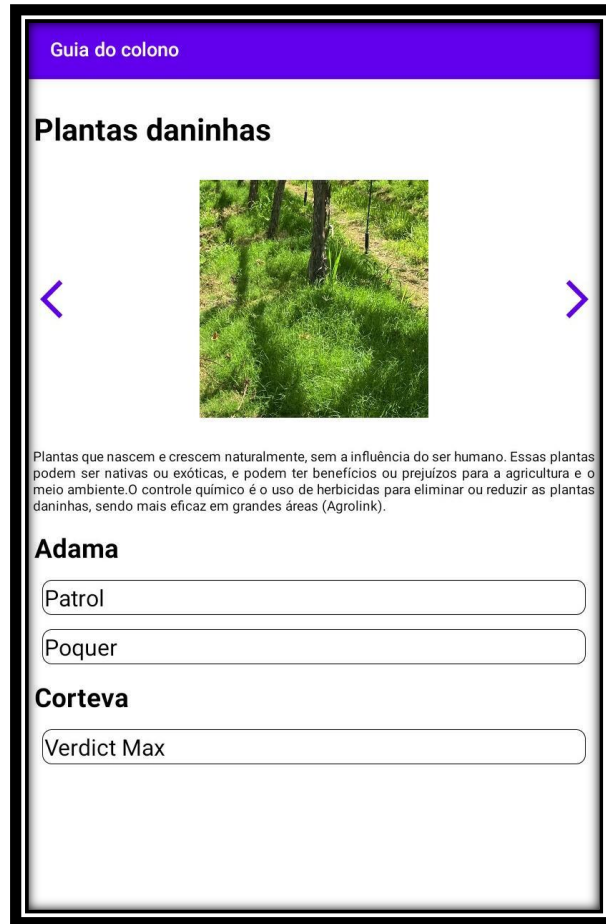 Guia do colono
Plantas daninhas
Plantas que nascem e crescem naturalmente, sem a influência do ser humano. Essas plantas
podem ser nativas ou exóticas, e podem ter benefícios ou prejuízos para a agricultura e o
meio ambiente.O controle químico é o uso de herbicidas para eliminar ou reduzir as plantas
daninhas, sendo mais eficaz em grandes áreas (Agrolink).
Adama
Patrol
Poquer
Corteva
Verdict Max